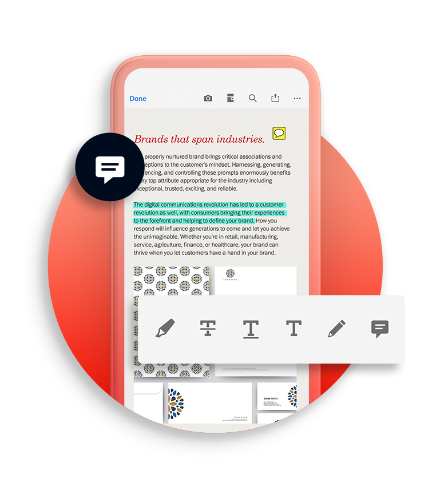 Done
Brands that span industries.
properly nurtured brand brings critical associations and
eptions to the customer's mindset. Harnessing, generating,
encing, and controlling these prompts enormously benefits
ry top attribute appropriate for the industry including
eptional, trusted, exciting, and reliable.
The digital communications revolution has led to a customer
revolution as well, with consumers bringing their experiences
to the forefront and helping to define your brand. How you
respond will influence generations to come and let you achieve
the unimaginable. Whether you're in retail, manufacturing,
service, agriculture, finance, or healthcare, your brand can
thrive when you let customers have a hand in your brand.
T T T